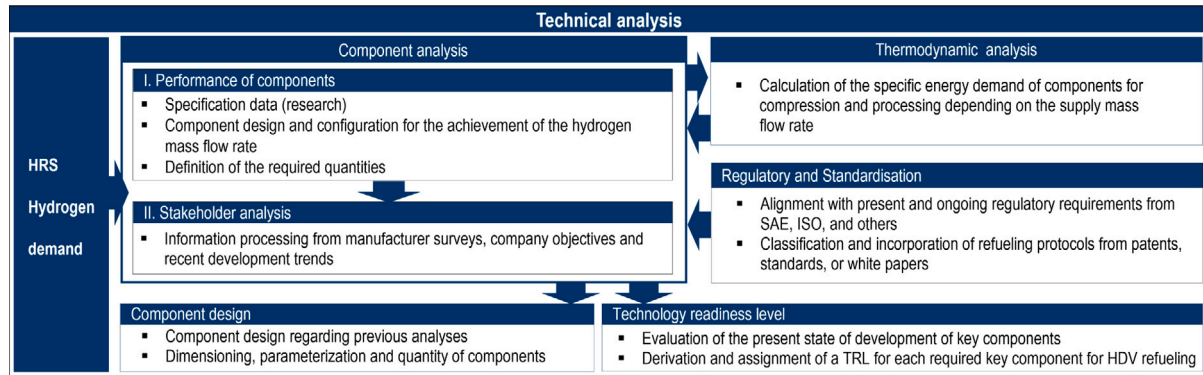 Technical analysis
HRS
Hydrogen
demand
Component analysis
I. Performance of components
▪ Specification data (research)
▪ Component design and configuration for the achievement of the hydrogen
mass flow rate
▪ Definition of the required quantities
II. Stakeholder analysis
▪ Information processing from manufacturer surveys, company objectives and
recent development trends
Thermodynamic analysis
▪ Calculation of the specific energy demand of components for
compression and processing depending on the supply mass
flow rate
Regulatory and Standardisation
▪ Alignment with present and ongoing regulatory requirements from
SAE, ISO, and others
▪ Classification and incorporation of refueling protocols from patents,
standards, or white papers
Component design
▪ Component design regarding previous analyses
▪ Dimensioning, parameterization and quantity of components
Technology readiness level
▪ Evaluation of the present state of development of key components
▪ Derivation and assignment of a TRL for each required key component for HDV refueling